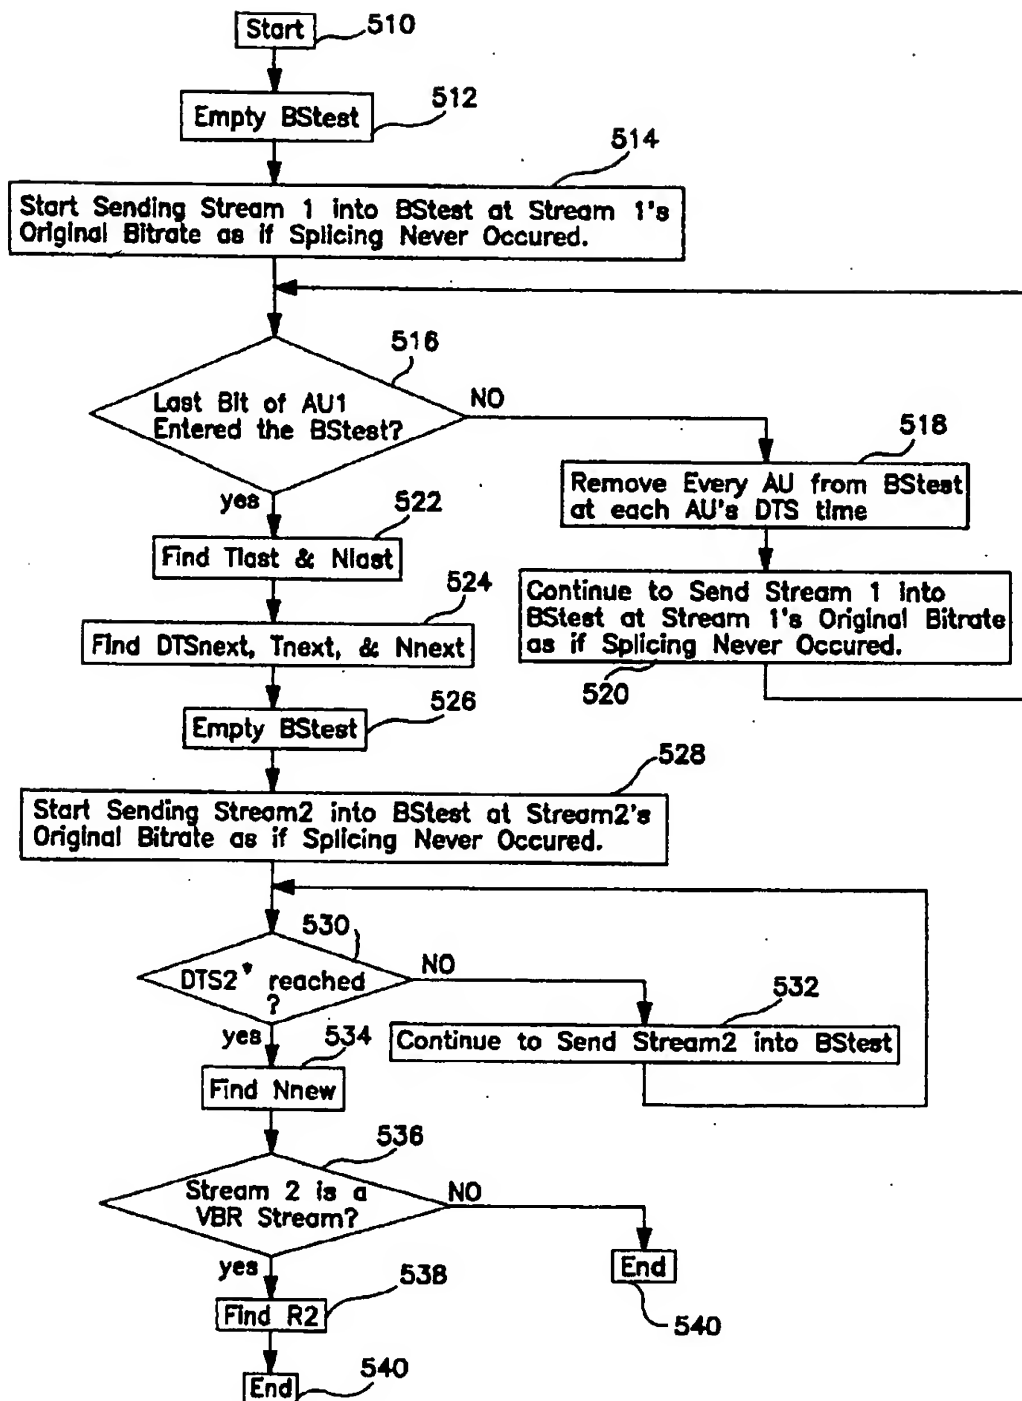 Start
510
Empty BStest
512
514
Start Sending Stream 1 into BStest at Stream 1's
Original Bitrate as if Splicing Never Occured.
516
Last Bit of AU1
Entered the BStest?
NO
yes
518
Remove Every AU from BStest
at each AU's DTS time
522
Find Tlast & Nlast
524
Find DTSnext, Tnext, & Nnext
Continue to Send Stream 1 into
BStest at Stream 1's Original Bitrate
as if Splicing Never Occured.
520
526
Empty BStest
528
Start Sending Stream2 into BStest at Stream2's
Original Bitrate as if Splicing Never Occured.
530
DTS2* reached
?
NO
yes
532
Continue to Send Stream2 into BStest
534
Find Nnew
536
Stream 2 is a
VBR Stream?
NO
yes
End
540
538
Find R2
End
540